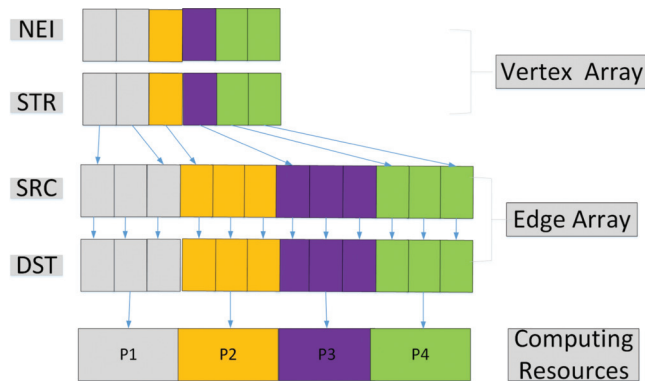 NEI
Vertex Array
STR
SRC
Edge Array
DST
P1 P2 P3 P4
Computing
Resources